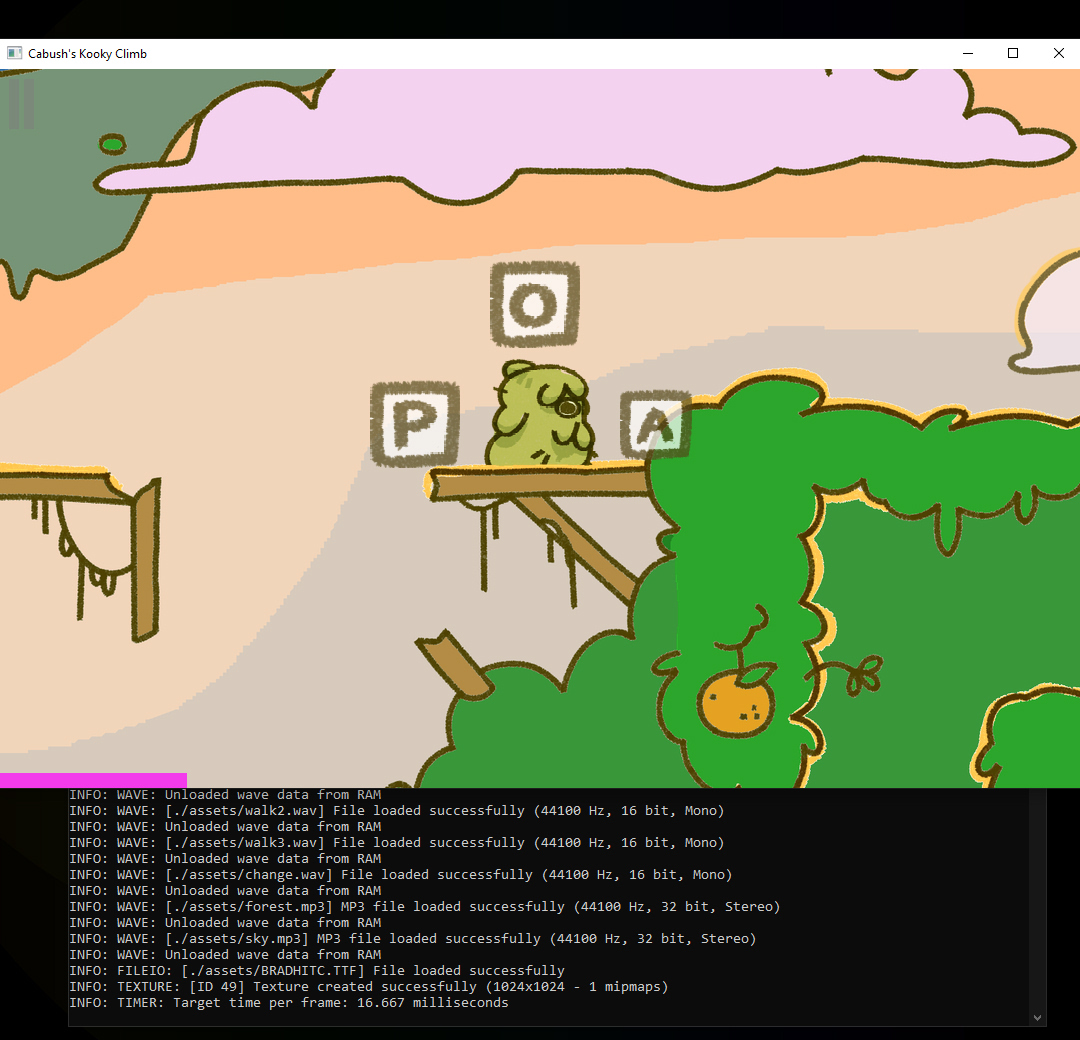 Cabush's Kooky Climb
O
P
A
INFO: WAVE: Unloaded wave data from RAM
INFO: WAVE: [./assets/walk2.wav] File loaded successfully (44100 Hz, 16 bit, Mono)
INFO: WAVE: Unloaded wave data from RAM
INFO: WAVE: [./assets/walk3.wav] File loaded successfully (44100 Hz, 16 bit, Mono)
INFO: WAVE: Unloaded wave data from RAM
INFO: WAVE: [./assets/change.wav] File loaded successfully (44100 Hz, 16 bit, Mono)
INFO: WAVE: Unloaded wave data from RAM
INFO: WAVE: [./assets/forest.mp3] MP3 file loaded successfully (44100 Hz, 32 bit, Stereo)
INFO: WAVE: Unloaded wave data from RAM
INFO: WAVE: [./assets/sky.mp3] MP3 file loaded successfully (44100 Hz, 32 bit, Stereo)
INFO: WAVE: Unloaded wave data from RAM
INFO: FILEIO: [./assets/BRADHITC.TTF] File loaded successfully
INFO: TEXTURE: [ID 49] Texture created successfully (1024x1024 - 1 mipmaps)
INFO: TIMER: Target time per frame: 16.667 milliseconds